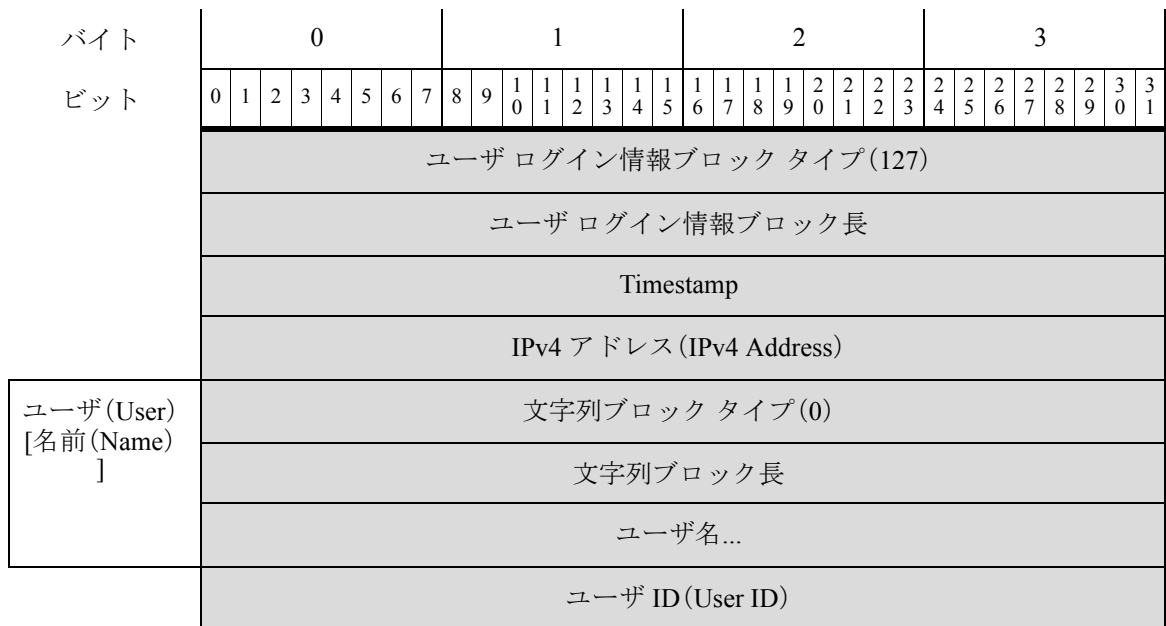 バイト 0 1 2 3
ビット 0 1 2 3 4 5 6 7 8 9 10 11 12 13 14 15 16 17 18 19 20 21 22 23 24 25 26 27 28 29 30 31
ユーザ ログイン情報ブロック タイプ(127)
ユーザ ログイン情報ブロック長
Timestamp
IPv4 アドレス(IPv4 Address)
ユーザ(User)
[名前(Name)
]
文字列ブロック タイプ(0)
文字列ブロック長
ユーザ名...
ユーザ ID(User ID)